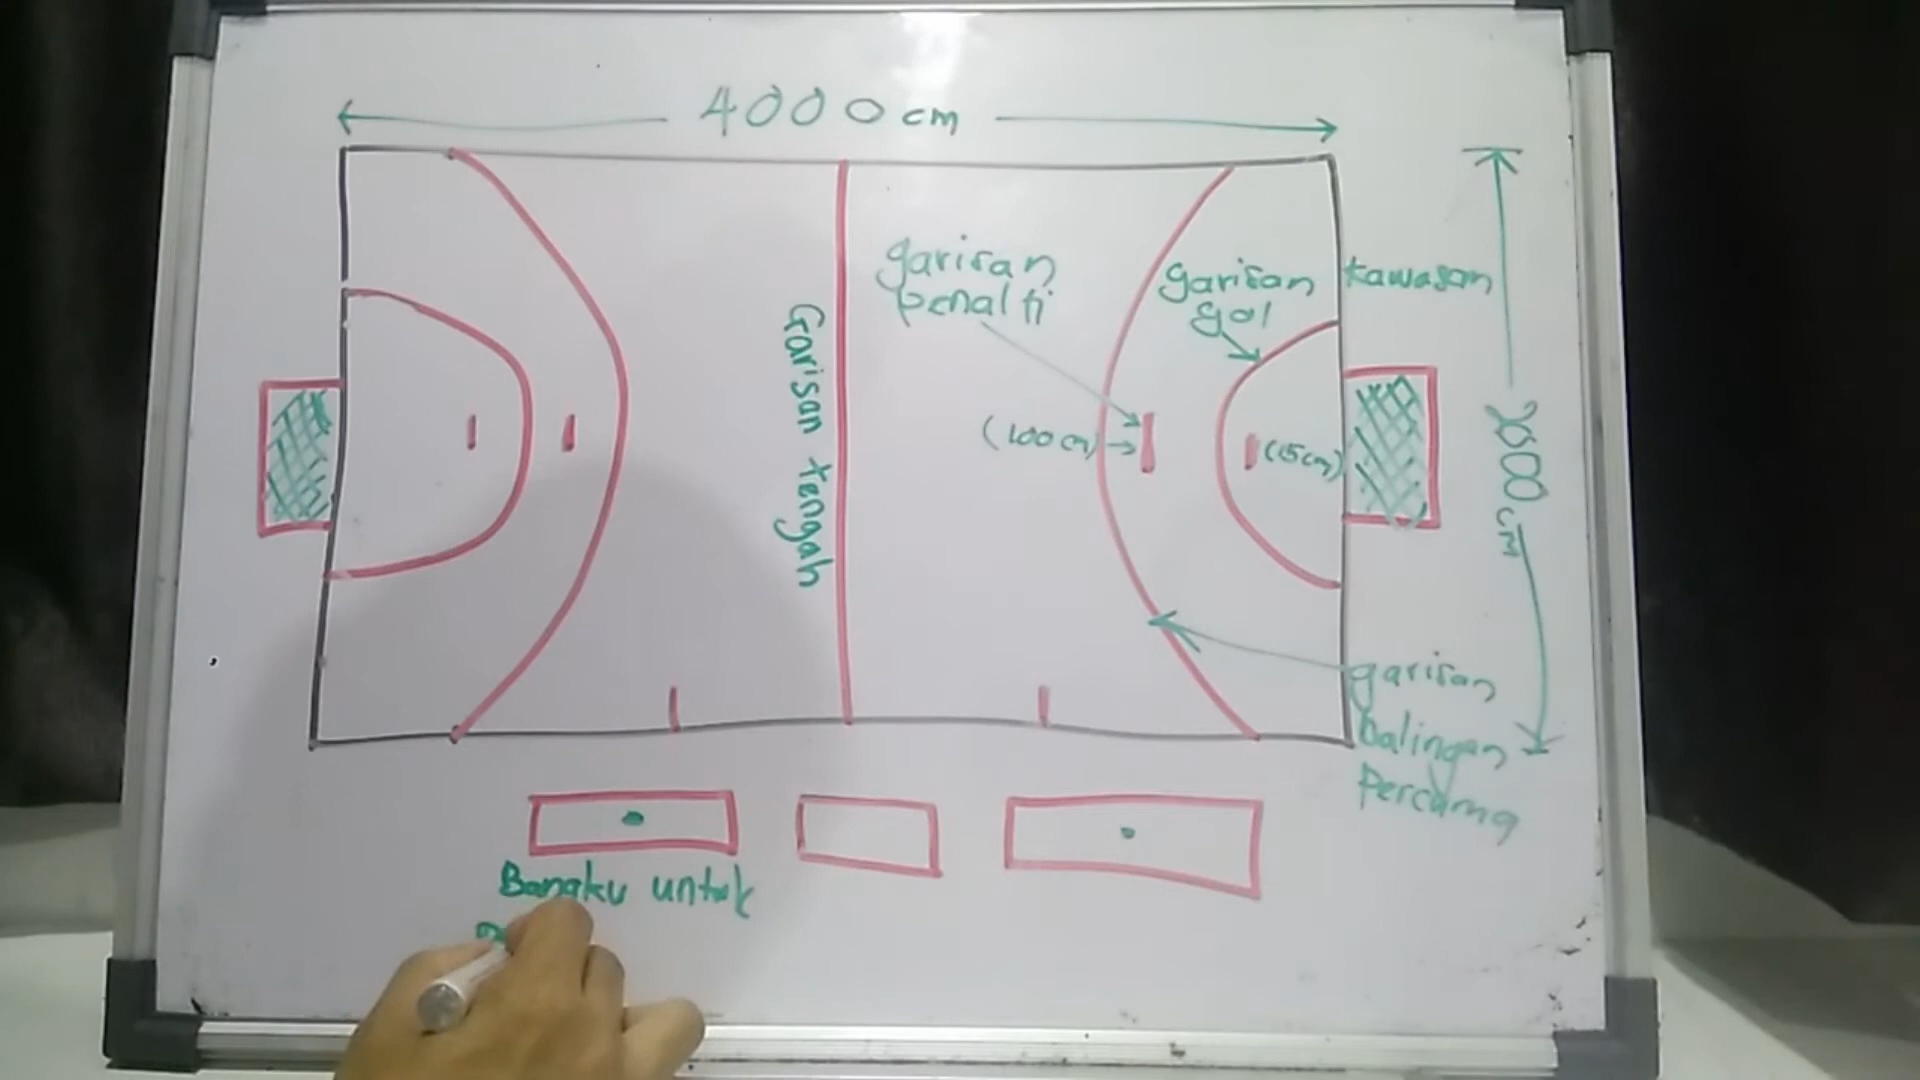 4000 cm
garisan
penalti
garisan
gol
kawasan
Garisan tengah
(100 cm)
(15cm)
2000 cm
garisan
balingan
percuma
Bangku untuk